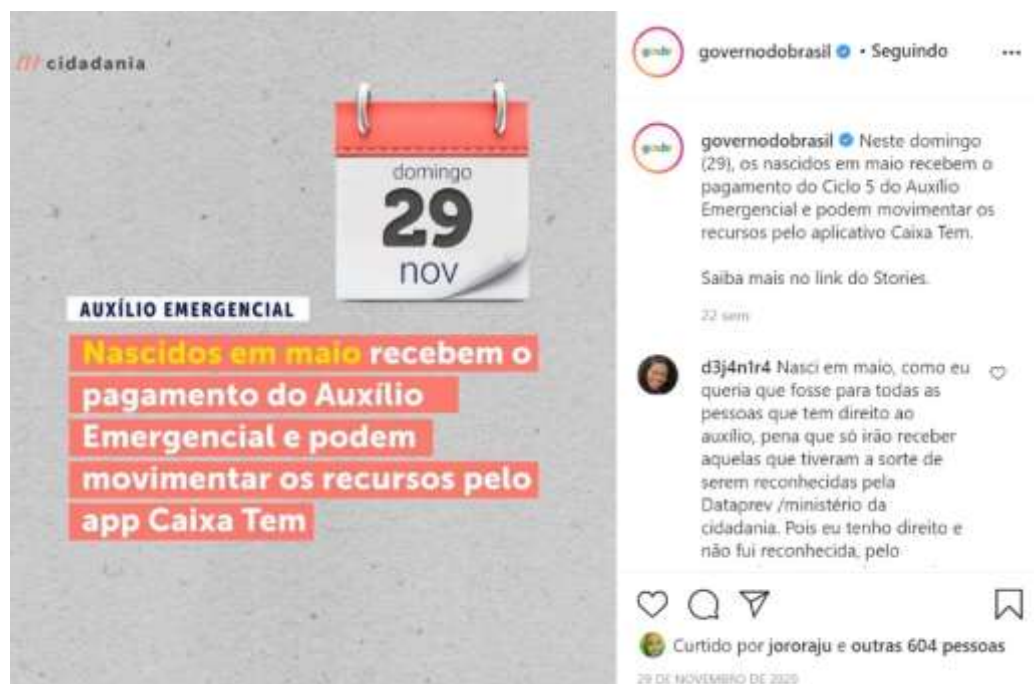 cidadania
domingo
29
nov
AUXÍLIO EMERGENCIAL
Nascidos em maio recebem o
pagamento do Auxílio
Emergencial e podem
movimentar os recursos pelo
app Caixa Tem
governodobrasil • Seguindo
governodobrasil Neste domingo
(29), os nascidos em maio recebem o
pagamento do Ciclo 5 do Auxílio
Emergencial e podem movimentar os
recursos pelo aplicativo Caixa Tem.
Saiba mais no link do Stories.
22 sem
d3j4n1r4 Nasci em maio, como eu
queria que fosse para todas as
pessoas que tem direito ao
auxílio, pena que só irão receber
aquelas que tiveram a sorte de
serem reconhecidas pela
Dataprev /ministério da
cidadania. Pois eu tenho direito e
não fui reconhecida, pelo
Curtido por jororaju e outras 604 pessoas
29 DE NOVEMBRO DE 2020